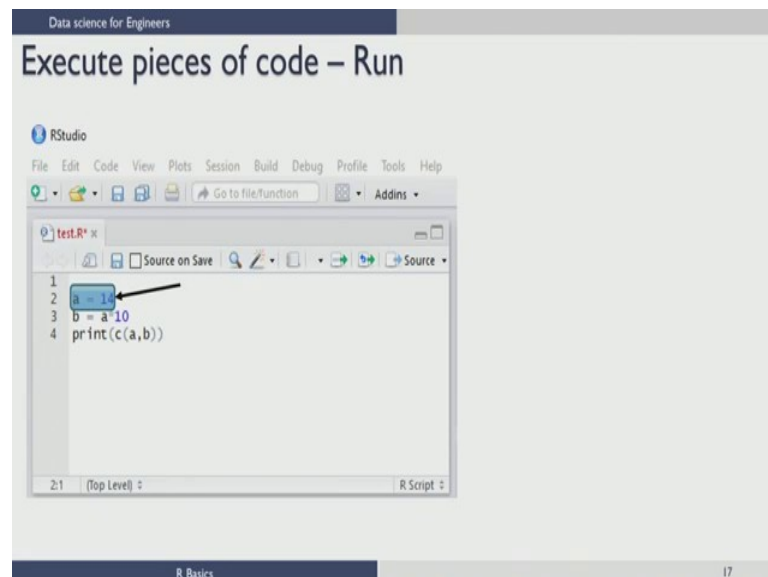 Data science for Engineers
Execute pieces of code – Run
RStudio
File Edit Code View Plots Session Build Debug Profile Tools Help
Go to file/function Addins
test.R* ×
Source on Save Source
1
2 a = 14
3 b = a*10
4 print(c(a,b))
2:1 (Top Level) R Script
R Basics 17